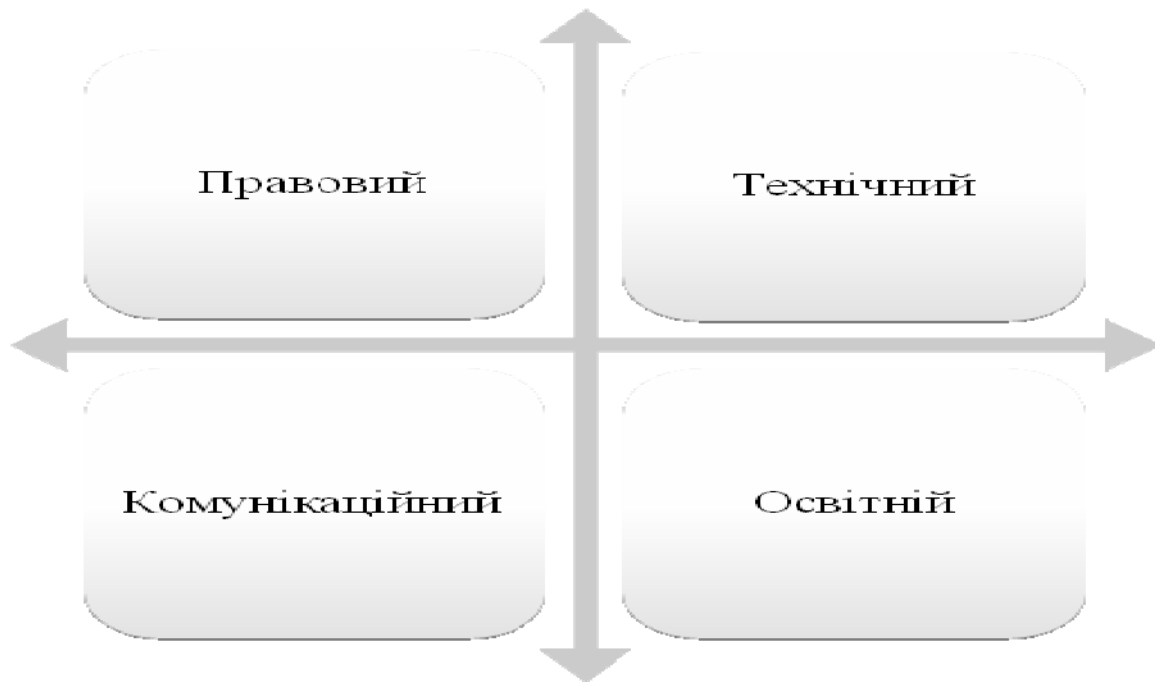 Правовий
Технічний
Комунікаційний
Освітній